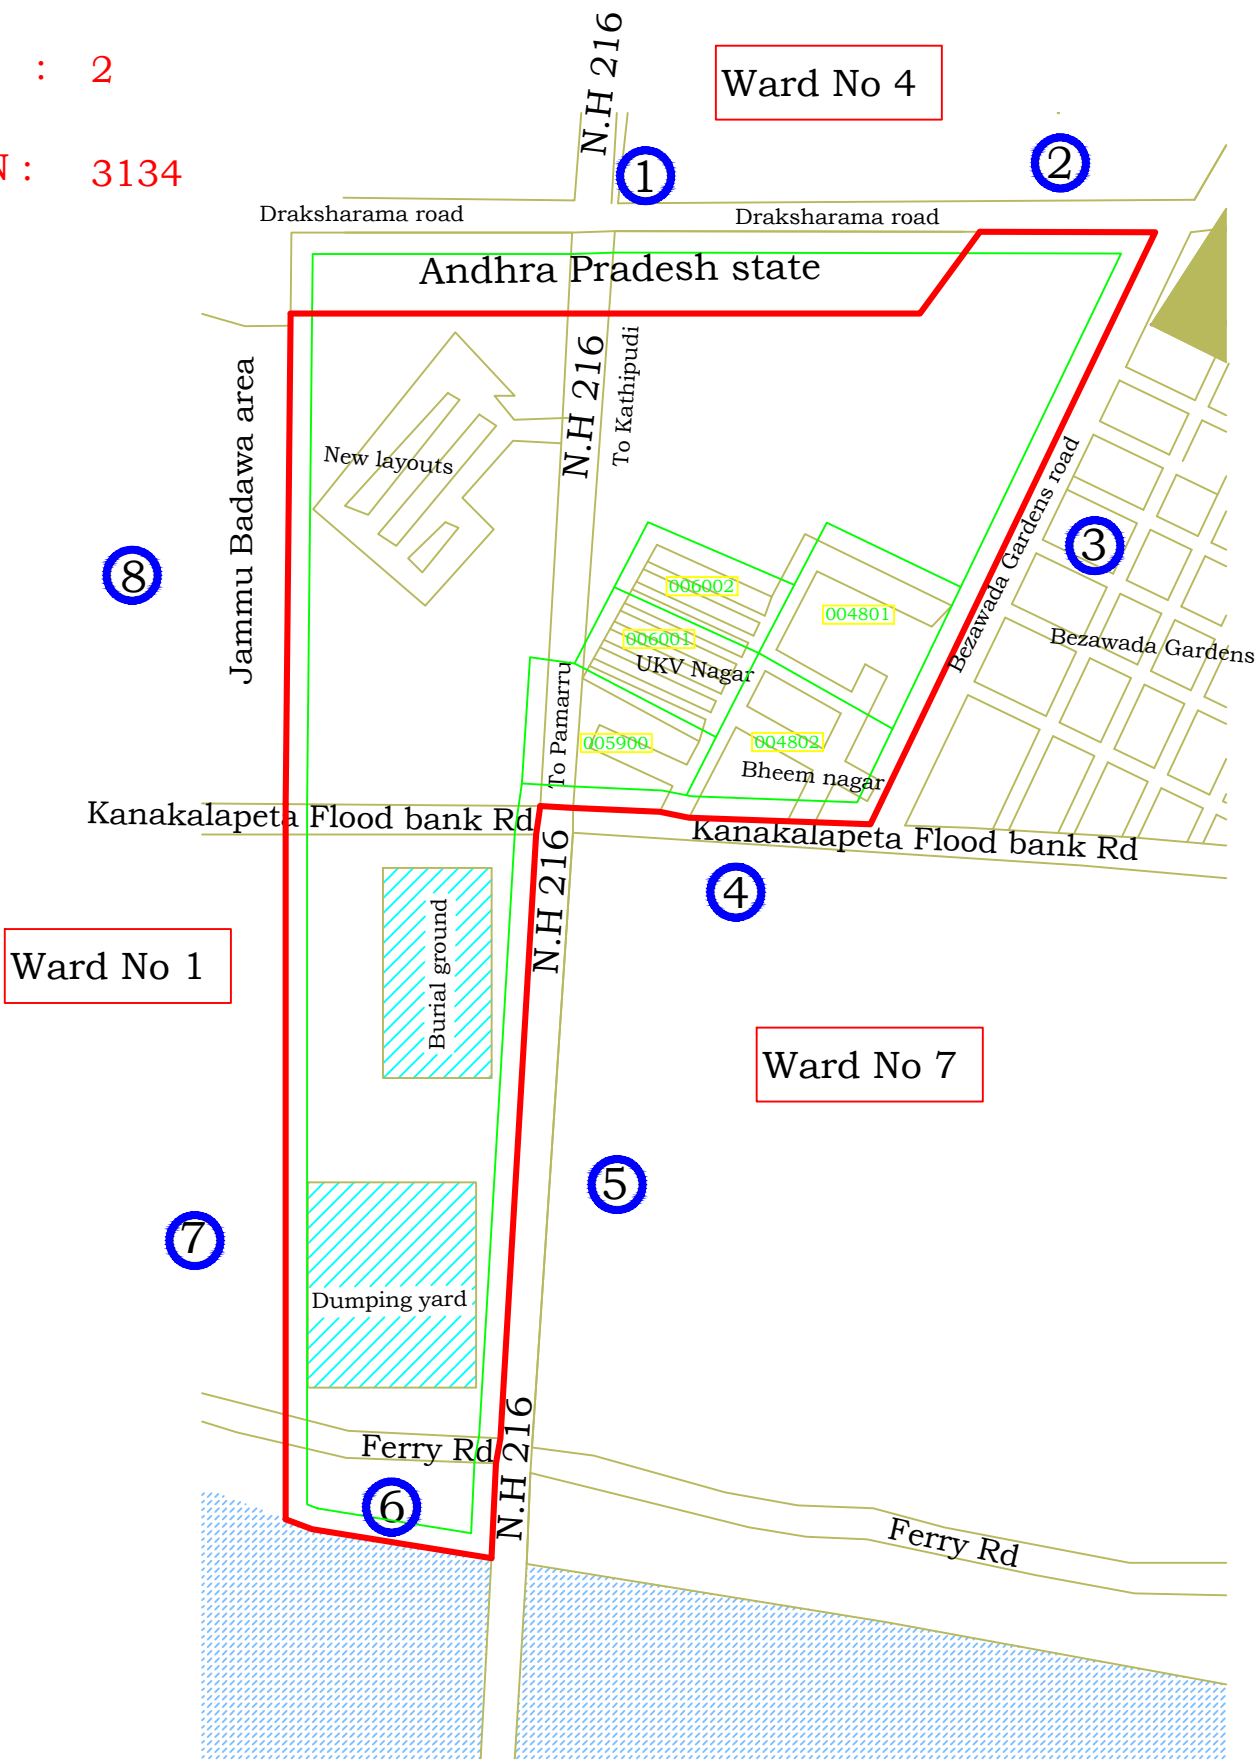 : 2
N : 3134
N.H 216
Ward No 4
1
2
Draksharama road
Draksharama road
Andhra Pradesh state
Jammu Badawa area
N.H 216
To Kathipudi
New layouts
Bezawada Gardens road
3
8
006002
004801
006001
UKV Nagar
Bezawada Gardens
To Pamarru
005900
004802
Bheem nagar
Kanakalapeta Flood bank Rd
Kanakalapeta Flood bank Rd
N.H 216
4
Burial ground
Ward No 1
Ward No 7
5
7
Dumping yard
Ferry Rd
N.H 216
6
Ferry Rd